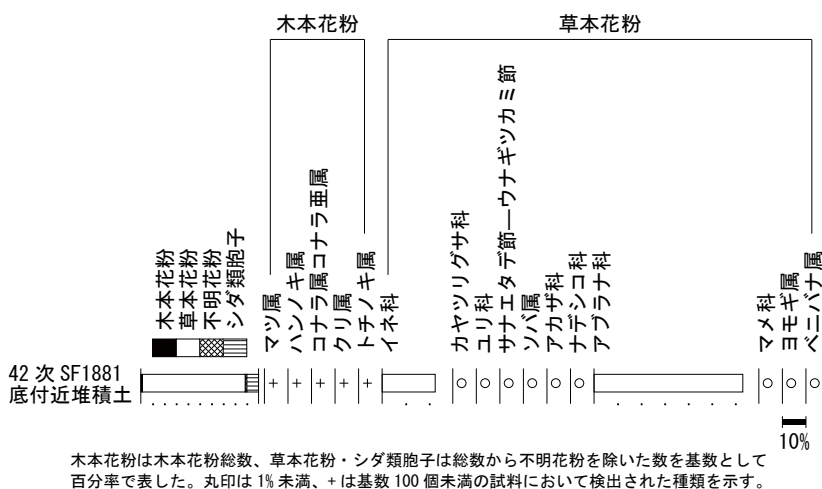 木本花粉
草本花粉
木本花粉
草本花粉
不明花粉
シダ類胞子
マツ属
ハンノキ属
コナラ属コナラ亜属
クリ属
トチノキ属
イネ科
カヤツリグサ科
ユリ科
サナエタデ節―ウナギツカミ節
ソバ属
アカザ科
ナデシコ科
アブラナ科
マメ科
ヨモギ属
ベニバナ属
42 次 SF1881
底付近堆積土
10%
木本花粉は木本花粉総数、草本花粉・シダ類胞子は総数から不明花粉を除いた数を基数として
百分率で表した。丸印は 1% 未満、+ は基数 100 個未満の試料において検出された種類を示す。